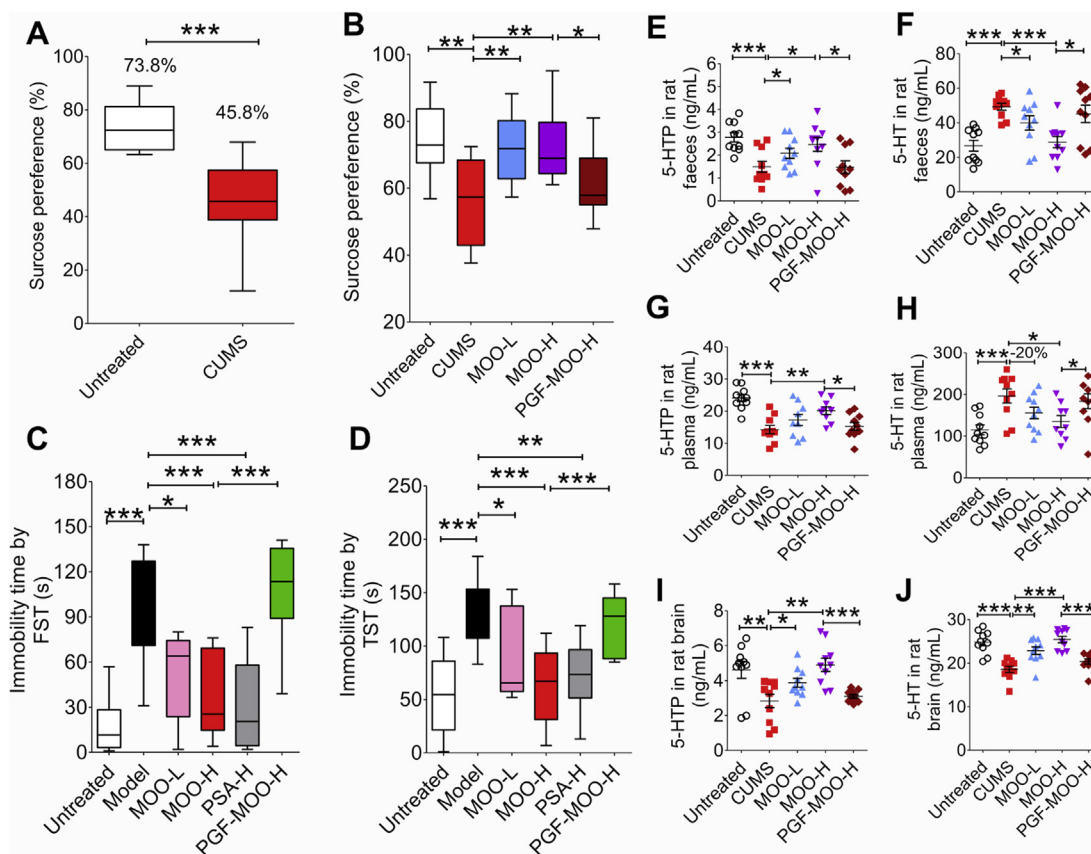 A
***
73.8%
45.8%
Surcose pereference (%)
100
80
60
40
20
0
Untreated
CUMS
B
**
*
**
**
Surcose pereference (%)
100
80
60
40
20
Untreated
CUMS
MOO-L
MOO-H
PGF-MOO-H
C
***
***
***
*
***
Immobility time by
FST (s)
180
150
120
90
60
30
0
Untreated
Model
MOO-L
MOO-H
PSA-H
PGF-MOO-H
D
**
***
***
*
***
Immobility time by
TST (s)
250
200
150
100
50
0
Untreated
Model
MOO-L
MOO-H
PSA-H
PGF-MOO-H
E
***
*
*
*
5-HTP in rat
faeces (ng/mL)
6
5
4
3
2
1
0
Untreated
CUMS
MOO-L
MOO-H
PGF-MOO-H
F
***
***
*
*
5-HT in rat
faeces (ng/mL)
80
60
40
20
0
Untreated
CUMS
MOO-L
MOO-H
PGF-MOO-H
G
***
**
*
5-HTP in rat
plasma (ng/mL)
40
30
20
10
0
Untreated
CUMS
MOO-L
MOO-H
PGF-MOO-H
H
*
***
-20%
*
5-HT in rat
plasma (ng/mL)
300
200
100
0
Untreated
CUMS
MOO-L
MOO-H
PGF-MOO-H
I
**
**
*
***
5-HTP in rat brain
(ng/mL)
8
6
4
2
0
Untreated
CUMS
MOO-L
MOO-H
PGF-MOO-H
J
***
***
**
***
5-HT in rat
brain (ng/mL)
30
20
10
0
Untreated
CUMS
MOO-L
MOO-H
PGF-MOO-H